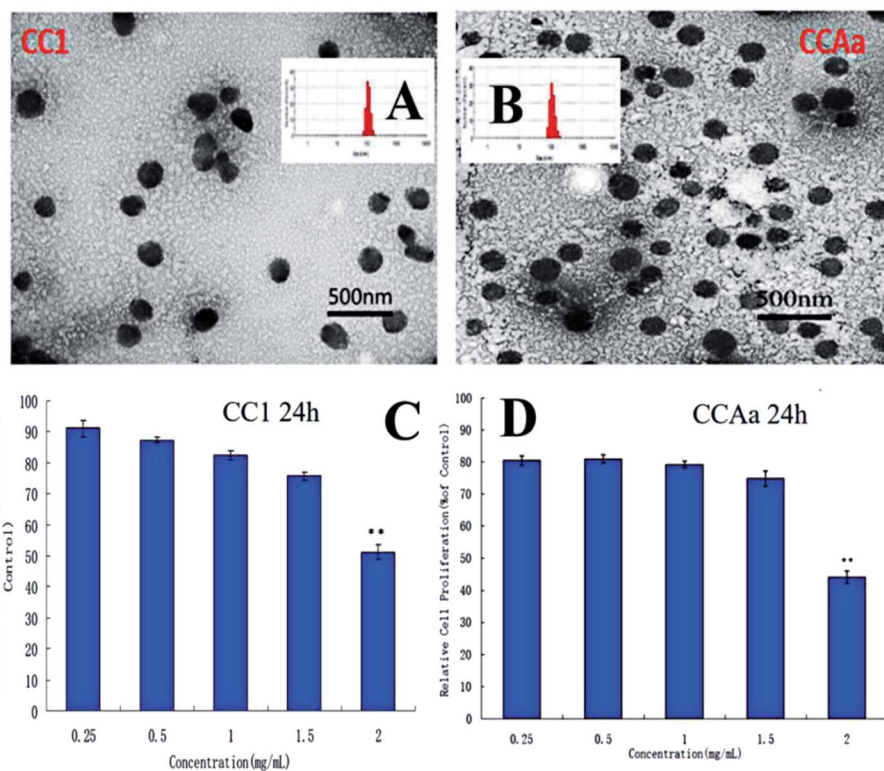 CC1
CCAa
A
B
500nm
500nm
CC1 24h
C
D
CCAa 24h
100
90
80
70
60
50
40
30
20
10
0
Control)
**
0.25 0.5 1 1.5 2
Concentration(mg/mL)
100
90
80
70
60
50
40
30
20
10
0
Relative Cell Proliferation(%of Control)
**
0.25 0.5 1 1.5 2
Concentration(mg/mL)